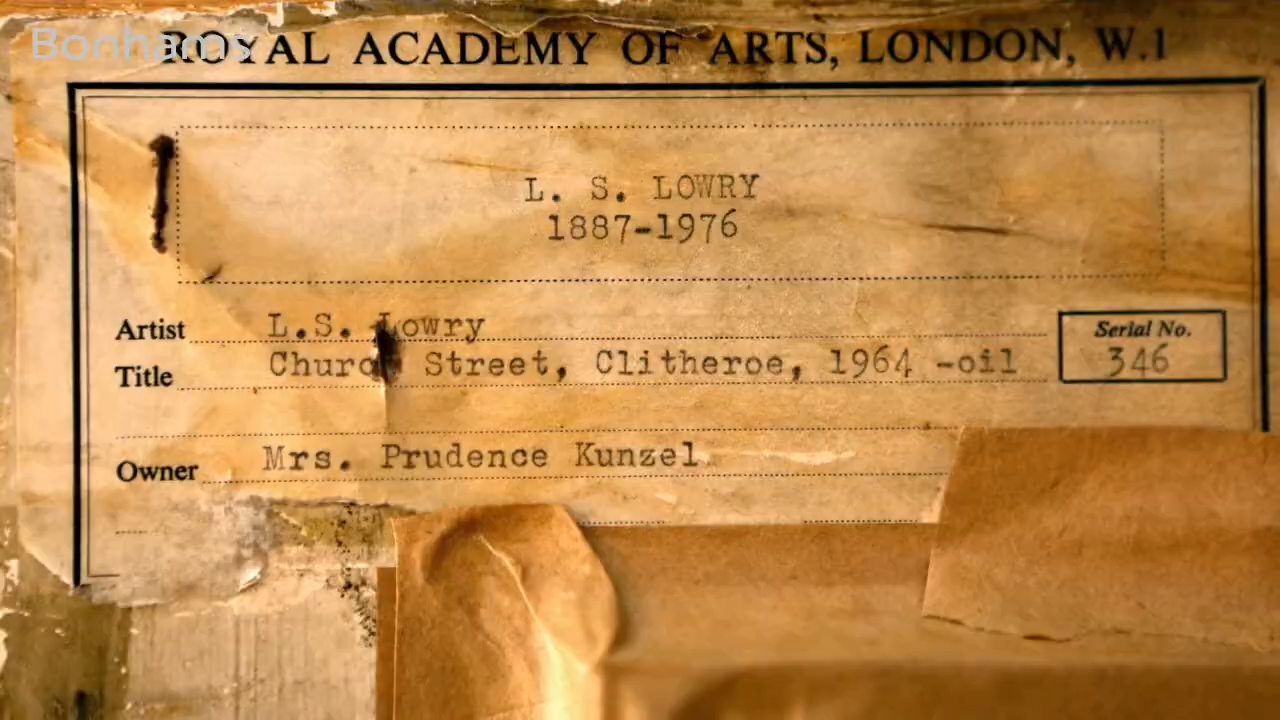 Bonhams
ROYAL ACADEMY OF ARTS, LONDON, W.1
L. S. LOWRY
1887-1976
Artist L.S. Lowry
Serial No.
346
Title Church Street, Clitheroe, 1964 -oil
Owner Mrs. Prudence Kunzel